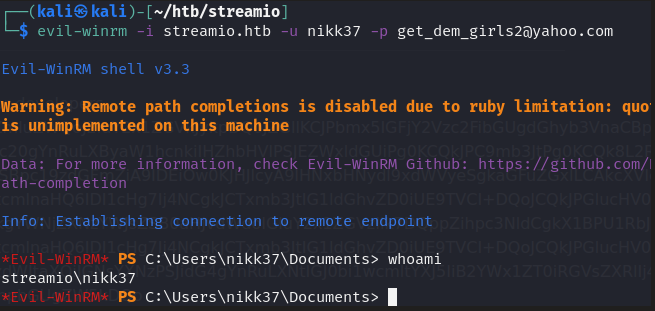 ┌──(kali㉿kali)-[~/htb/streamio]
└─$ evil-winrm -i streamio.htb -u nikk37 -p get_dem_girls2@yahoo.com
Evil-WinRM shell v3.3
Warning: Remote path completions is disabled due to ruby limitation: quo
is unimplemented on this machine
Data: For more information, check Evil-WinRM Github: https://github.com/
ath-completion
Info: Establishing connection to remote endpoint
*Evil-WinRM* PS C:\Users\nikk37\Documents> whoami
streamio\nikk37
*Evil-WinRM* PS C:\Users\nikk37\Documents>